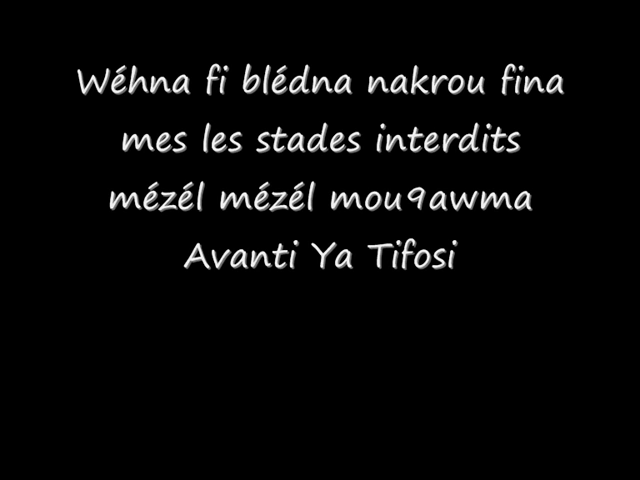 Wéhna fi blédna nakrou fina
mes les stades interdits
mézél mézél mou9awma
Avanti Ya Tifosi